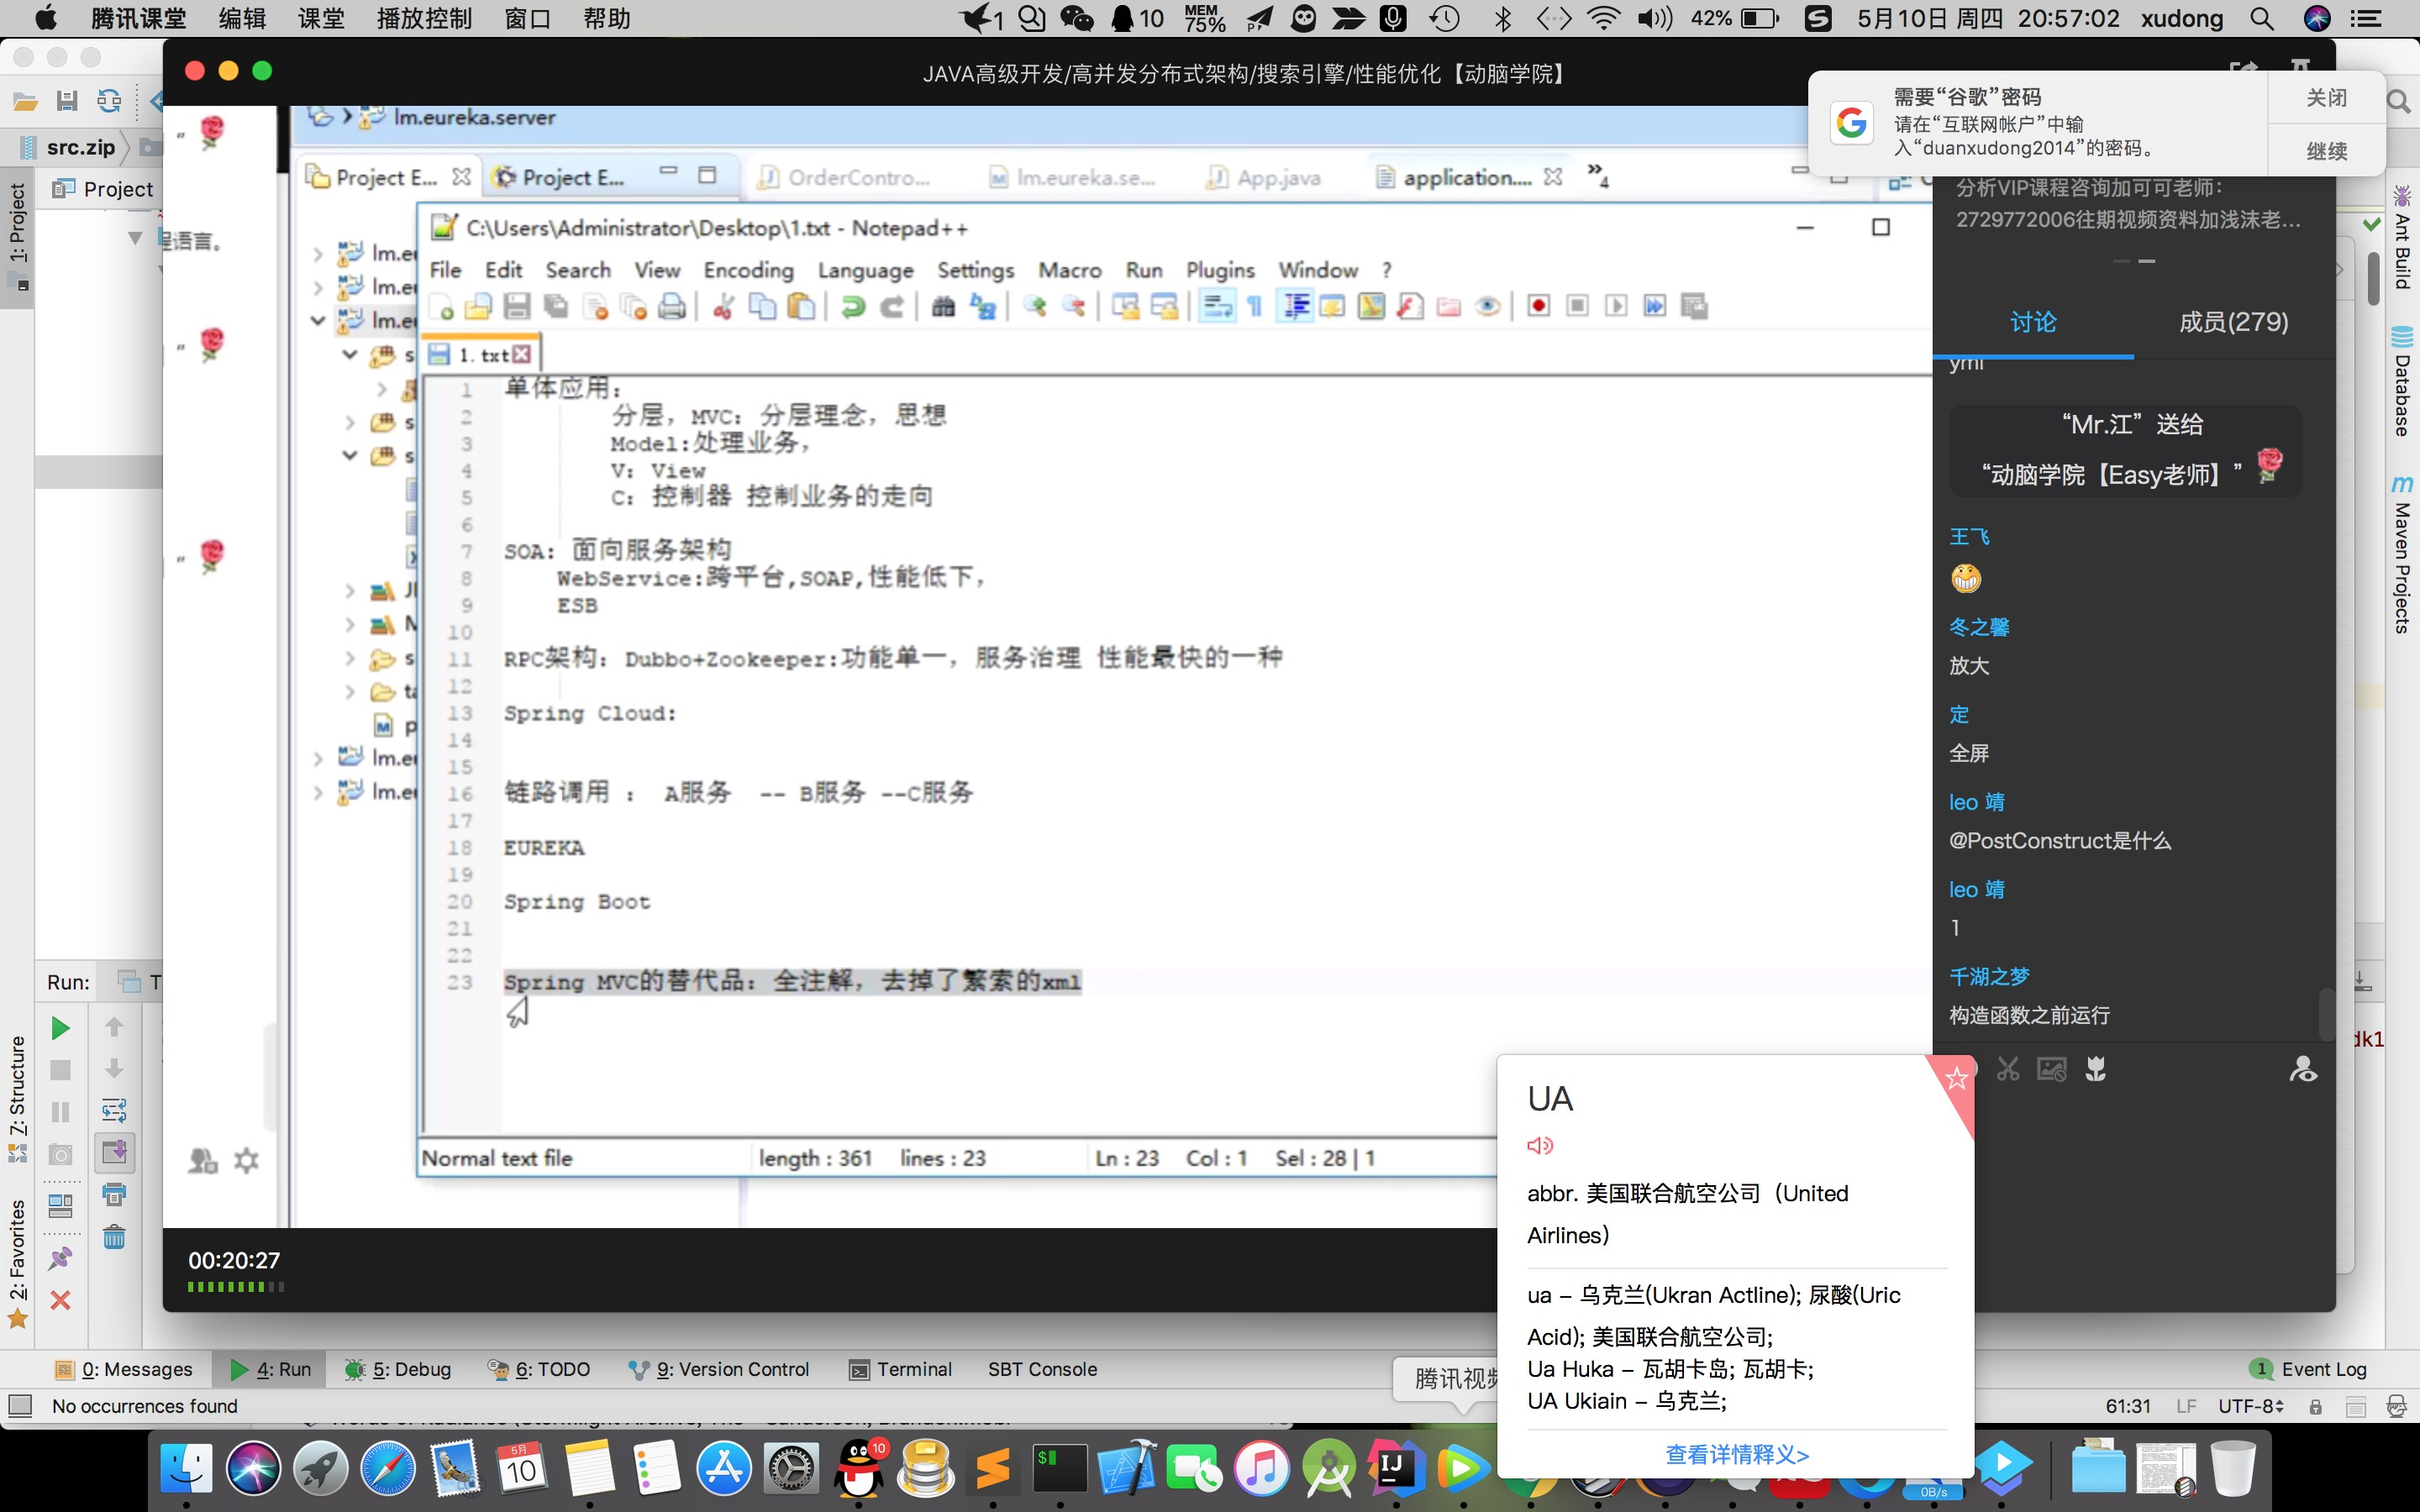 腾讯课堂 编辑 课堂 播放控制 窗口 帮助 1 10 MEM 75% 42% 5月10日 周四 20:57:02 xudong
JAVA高级开发/高并发分布式架构/搜索引擎/性能优化【动脑学院】
需要“谷歌”密码
请在“互联网帐户”中输
入“duanxudong2014”的密码。
关闭
继续
src.zip
Project
1: Project
程语言。
lm.eureka.server
Project E... Project E... OrderContro... lm.eureka.se... App.java application.... »4
C:\Users\Administrator\Desktop\1.txt - Notepad++
File Edit Search View Encoding Language Settings Macro Run Plugins Window ?
1. txt
1 单体应用：
2 分层，MVC：分层理念，思想
3 Model:处理业务，
4 V：View
5 C：控制器 控制业务的走向
6
7 SOA：面向服务架构
8 WebService:跨平台,SOAP,性能低下，
9 ESB
10
11 RPC架构：Dubbo+Zookeeper:功能单一，服务治理 性能最快的一种
12
13 Spring Cloud:
14
15
16 链路调用 ： A服务 -- B服务 --C服务
17
18 EUREKA
19
20 Spring Boot
21
22
23 Spring MVC的替代品：全注解，去掉了繁索的xml
Normal text file length : 361 lines : 23 Ln : 23 Col : 1 Sel : 28 | 1
00:20:27
分析VIP课程咨询加可可老师：
2729772006往期视频资料加浅沫老...
讨论 成员(279)
yml
“Mr.江”送给
“动脑学院【Easy老师】”
王飞
冬之馨
放大
定
全屏
leo 靖
@PostConstruct是什么
leo 靖
1
千湖之梦
构造函数之前运行
UA
abbr. 美国联合航空公司（United
Airlines）
ua - 乌克兰(Ukran Actline); 尿酸(Uric
Acid); 美国联合航空公司;
Ua Huka - 瓦胡卡岛; 瓦胡卡;
UA Ukiain - 乌克兰;
查看详情释义>
Ant Build
Database
Maven Projects
Run:
7: Structure
2: Favorites
dk1
0: Messages 4: Run 5: Debug 6: TODO 9: Version Control Terminal SBT Console 1 Event Log
腾讯视频
No occurrences found 61:31 LF UTF-8
5月
10
10
0B/s